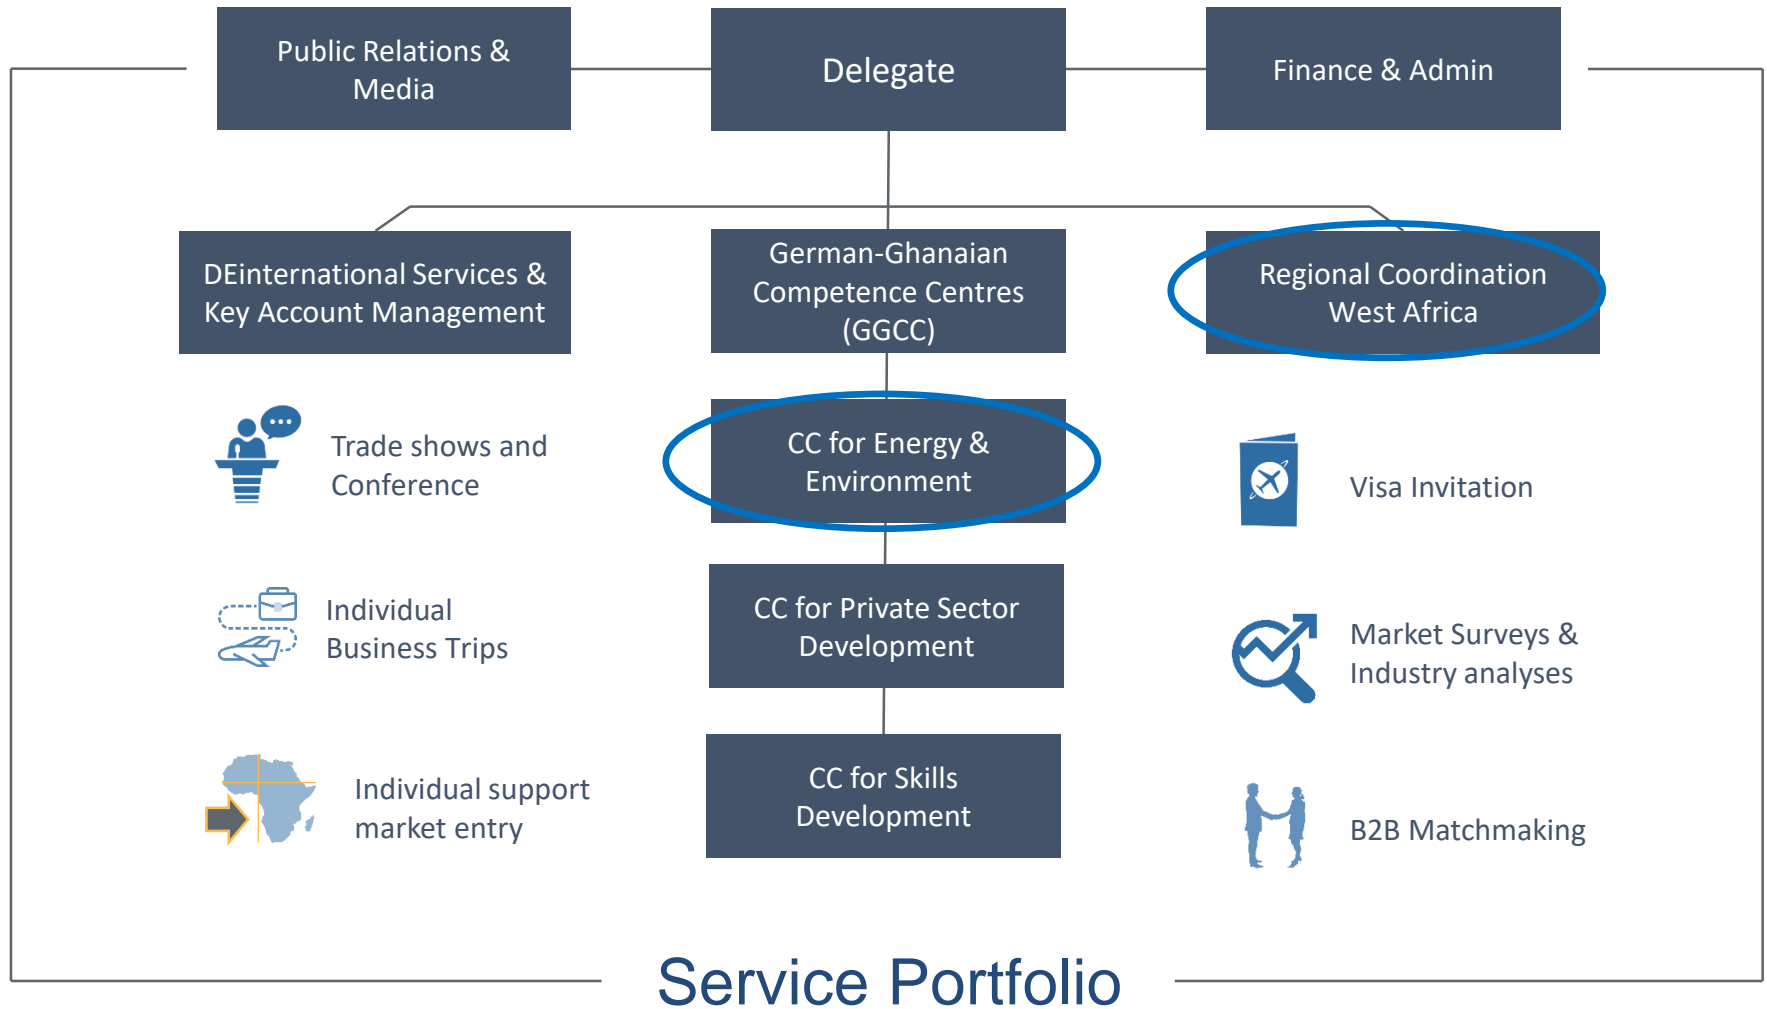 Public Relations &
Media
Delegate
Finance & Admin
DEinternational Services &
Key Account Management
German-Ghanaian
Competence Centres
(GGCC)
Regional Coordination
West Africa
Trade shows and
Conference
CC for Energy &
Environment
Visa Invitation
Individual
Business Trips
CC for Private Sector
Development
Market Surveys &
Industry analyses
Individual support
market entry
CC for Skills
Development
B2B Matchmaking
Service Portfolio